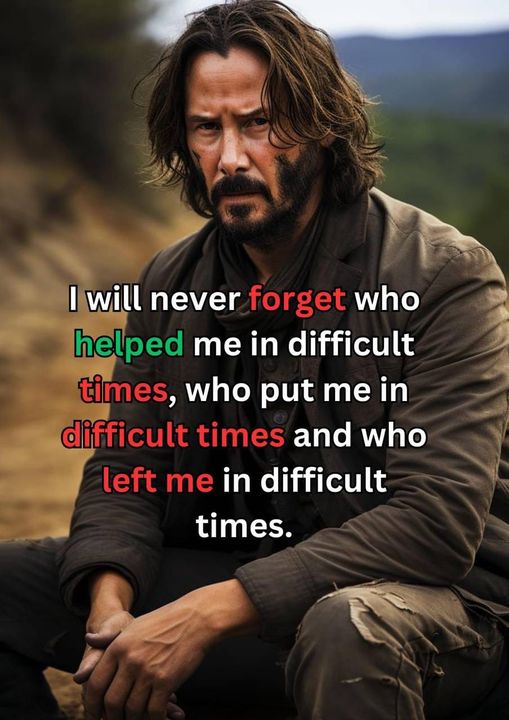 I will never forget who
helped me in difficult
times, who put me in
difficult times and who
left me in difficult
times.